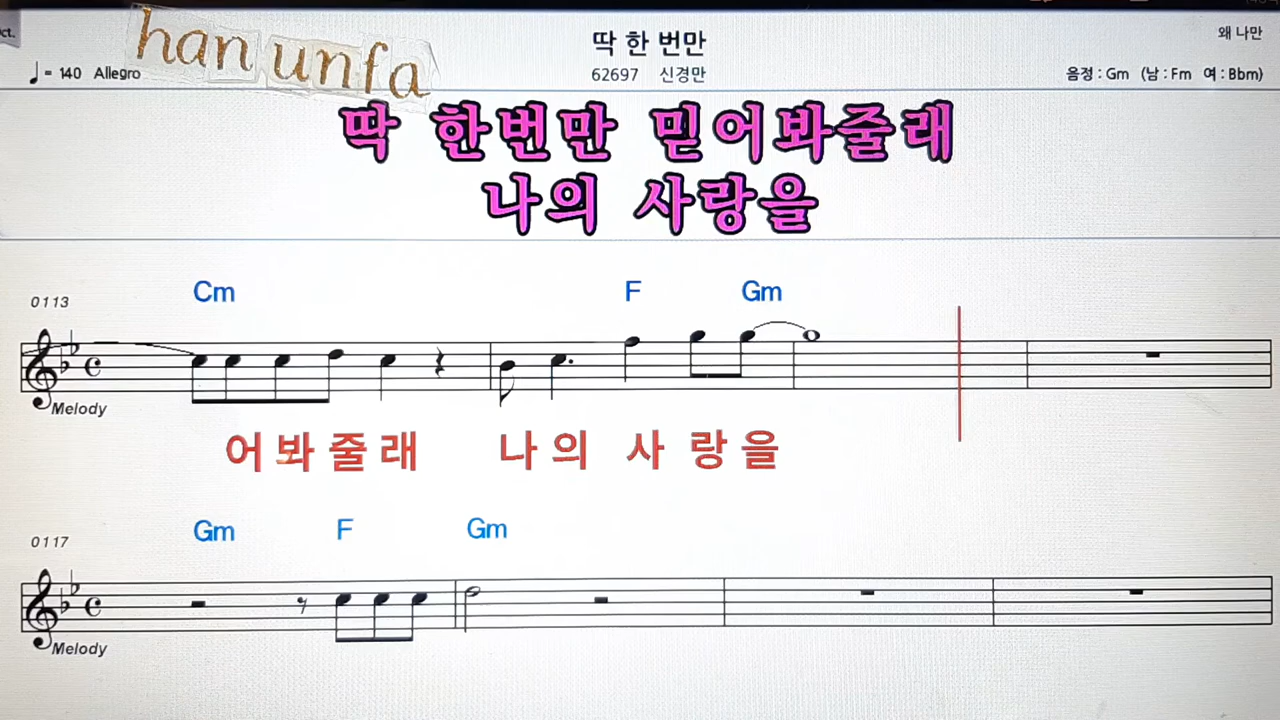 ct.
han unfa
딱 한 번만
왜 나만
♩= 140 Allegro
62697 신경만
음정 : Gm (남 : Fm 여 : Bbm)
딱 한번만 믿어봐줄래
나의 사랑을
0113
Cm F Gm
Melody
어 봐 줄 래 나 의 사 랑 을
0117
Gm F Gm
Melody